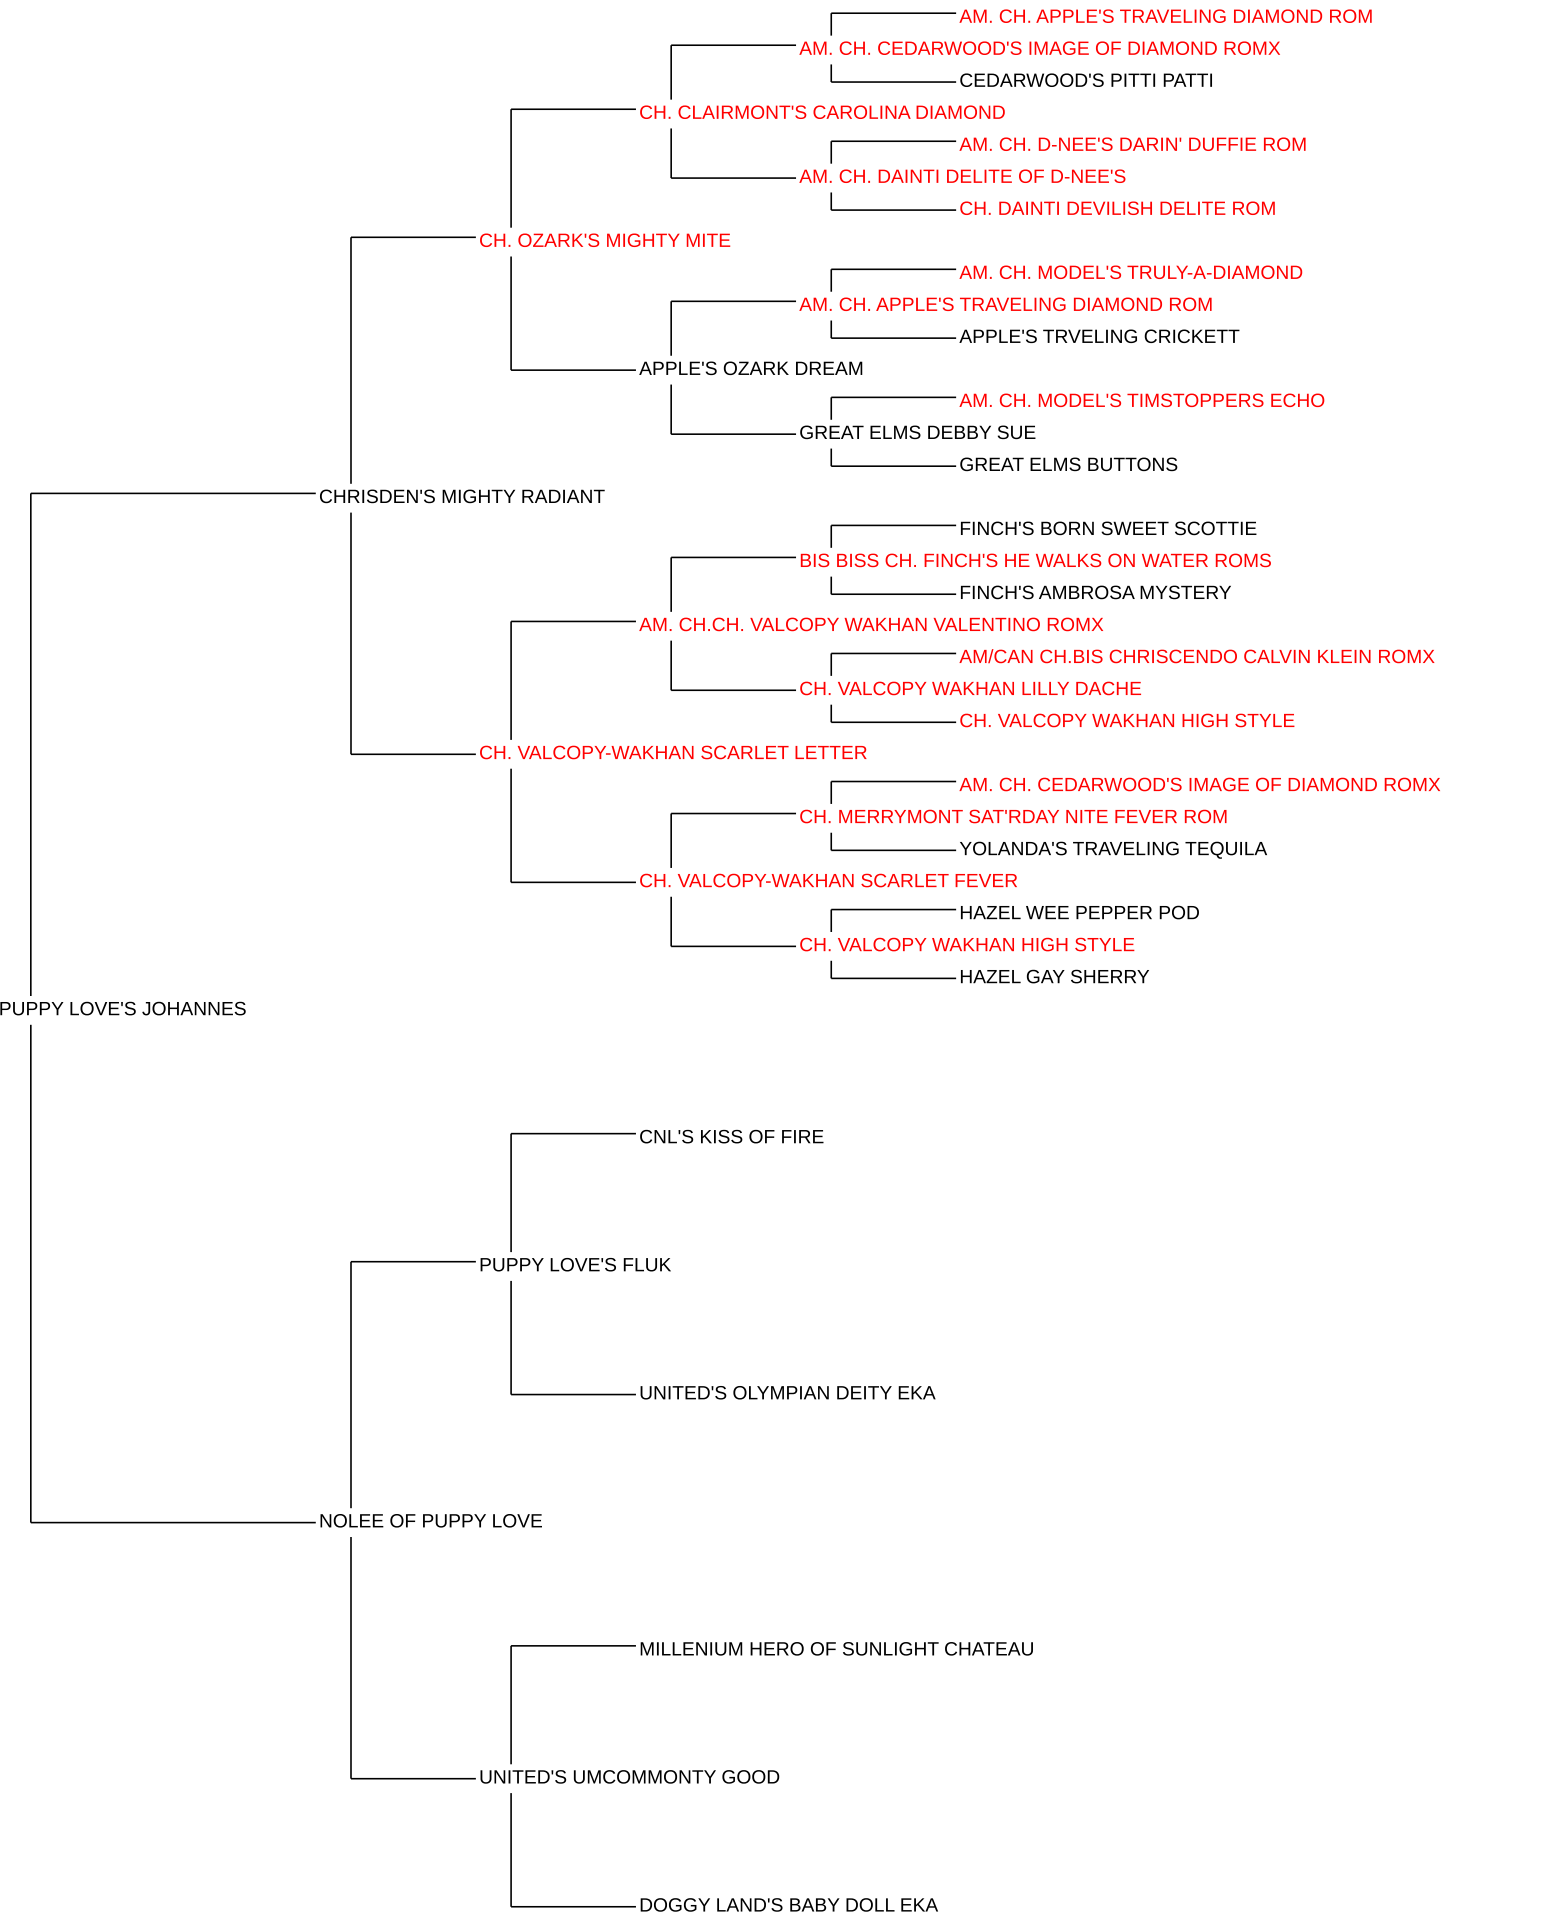 AM. CH. APPLE'S TRAVELING DIAMOND ROM
AM. CH. CEDARWOOD'S IMAGE OF DIAMOND ROMX
CEDARWOOD'S PITTI PATTI
CH. CLAIRMONT'S CAROLINA DIAMOND
AM. CH. D-NEE'S DARIN' DUFFIE ROM
AM. CH. DAINTI DELITE OF D-NEE'S
CH. DAINTI DEVILISH DELITE ROM
CH. OZARK'S MIGHTY MITE
AM. CH. MODEL'S TRULY-A-DIAMOND
AM. CH. APPLE'S TRAVELING DIAMOND ROM
APPLE'S TRVELING CRICKETT
APPLE'S OZARK DREAM
AM. CH. MODEL'S TIMSTOPPERS ECHO
GREAT ELMS DEBBY SUE
GREAT ELMS BUTTONS
CHRISDEN'S MIGHTY RADIANT
FINCH'S BORN SWEET SCOTTIE
BIS BISS CH. FINCH'S HE WALKS ON WATER ROMS
FINCH'S AMBROSA MYSTERY
AM. CH.CH. VALCOPY WAKHAN VALENTINO ROMX
AM/CAN CH.BIS CHRISCENDO CALVIN KLEIN ROMX
CH. VALCOPY WAKHAN LILLY DACHE
CH. VALCOPY WAKHAN HIGH STYLE
CH. VALCOPY-WAKHAN SCARLET LETTER
AM. CH. CEDARWOOD'S IMAGE OF DIAMOND ROMX
CH. MERRYMONT SAT'RDAY NITE FEVER ROM
YOLANDA'S TRAVELING TEQUILA
CH. VALCOPY-WAKHAN SCARLET FEVER
HAZEL WEE PEPPER POD
CH. VALCOPY WAKHAN HIGH STYLE
HAZEL GAY SHERRY
PUPPY LOVE'S JOHANNES
CNL'S KISS OF FIRE
PUPPY LOVE'S FLUK
UNITED'S OLYMPIAN DEITY EKA
NOLEE OF PUPPY LOVE
MILLENIUM HERO OF SUNLIGHT CHATEAU
UNITED'S UMCOMMONTY GOOD
DOGGY LAND'S BABY DOLL EKA